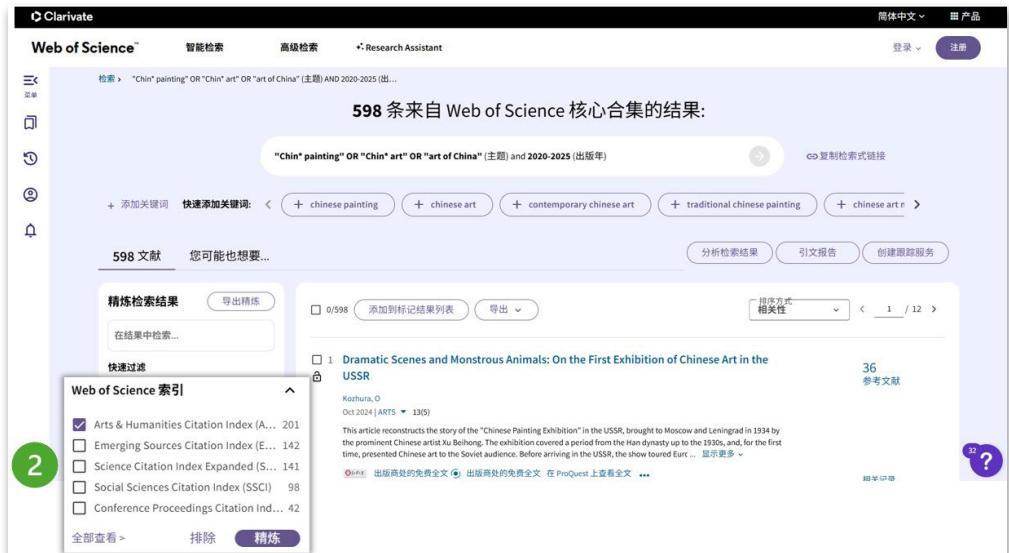 Clarivate
简体中文 产品
Web of Science™ 智能检索 高级检索 Research Assistant 登录 注册
菜单
检索 > "Chin* painting" OR "Chin* art" OR "art of China" (主题) AND 2020-2025 (出...
598 条来自 Web of Science 核心合集的结果:
"Chin* painting" OR "Chin* art" OR "art of China" (主题) and 2020-2025 (出版年)
复制检索式链接
+ 添加关键词 快速添加关键词: < + chinese painting + chinese art + contemporary chinese art + traditional chinese painting + chinese art >
598 文献 您可能也想要... 分析检索结果 引文报告 创建跟踪服务
精炼检索结果 导出精炼
在结果中检索...
快速过滤
0/598 添加到标记结果列表 导出 排序方式 相关性 < 1 / 12 >
1 Dramatic Scenes and Monstrous Animals: On the First Exhibition of Chinese Art in the
USSR
36
参考文献
Kozhura, O
Oct 2024 | ARTS 13(5)
This article reconstructs the story of the "Chinese Painting Exhibition" in the USSR, brought to Moscow and Leningrad in 1934 by
the prominent Chinese artist Xu Beihong. The exhibition covered a period from the Han dynasty up to the 1930s, and, for the first
time, presented Chinese art to the Soviet audience. Before arriving in the USSR, the show toured Eurc ... 显示更多
出版商处的免费全文 出版商处的免费全文 在 ProQuest 上查看全文 •••
相关记录
32
?
2
Web of Science 索引
Arts & Humanities Citation Index (A... 201
Emerging Sources Citation Index (E... 142
Science Citation Index Expanded (S... 141
Social Sciences Citation Index (SSCI) 98
Conference Proceedings Citation Ind... 42
全部查看 > 排除 精炼